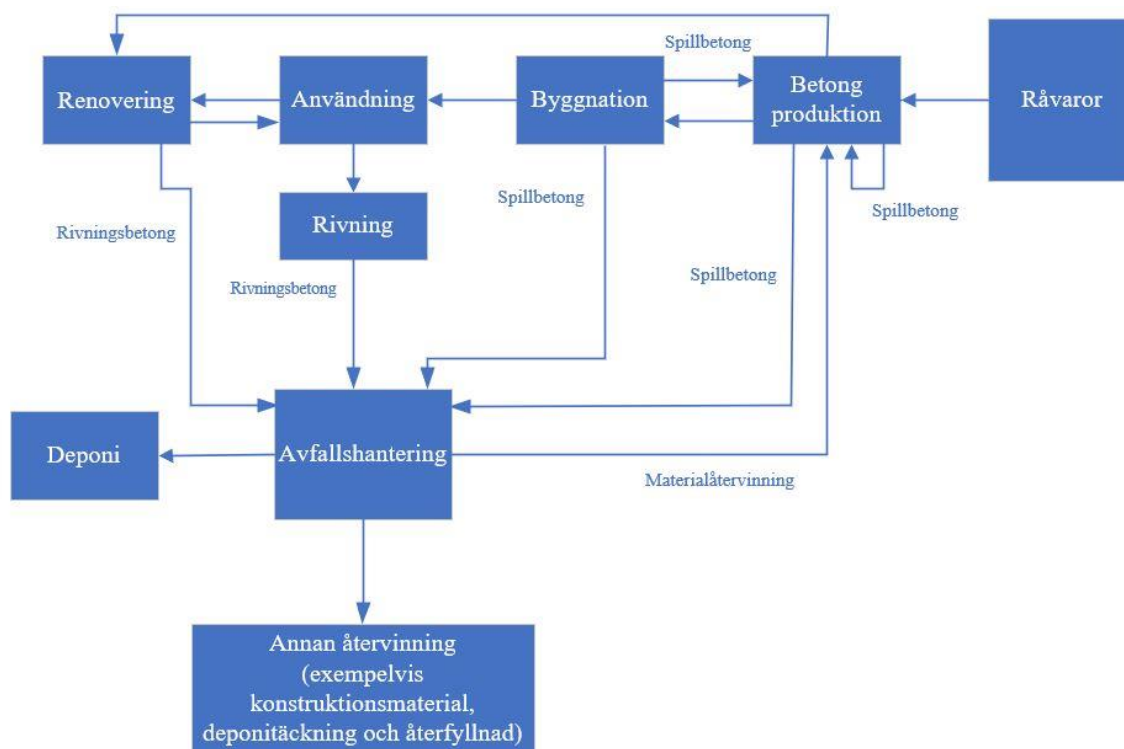 Spillbetong
Renovering
Användning
Byggnation
Betong
produktion
Råvaror
Spillbetong
Spillbetong
Rivningsbetong
Rivning
Rivningsbetong
Spillbetong
Deponi
Avfallshantering
Materialåtervinning
Annan återvinning
(exempelvis
konstruktionsmaterial,
deponitäckning och återfyllnad)